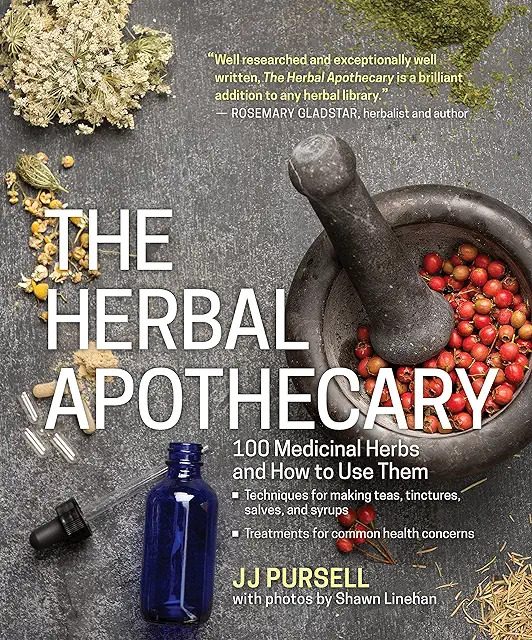 “Well researched and exceptionally well
written, The Herbal Apothecary is a brilliant
addition to any herbal library.”
— ROSEMARY GLADSTAR, herbalist and author
THE
HERBAL
APOTHECARY
100 Medicinal Herbs
and How to Use Them
■ Techniques for making teas, tinctures,
salves, and syrups
■ Treatments for common health concerns
JJ PURSELL
with photos by Shawn Linehan